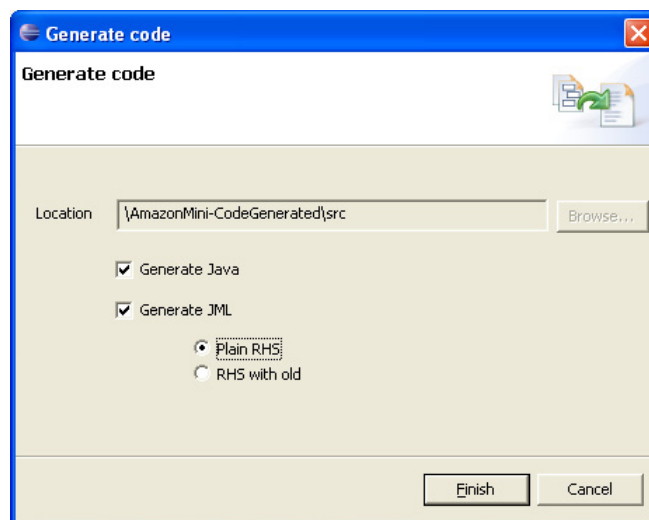 Generate code
Generate code
Location \AmazonMini-CodeGenerated\src Browse...
Generate Java
Generate JML
Plain RHS
RHS with old
Finish Cancel